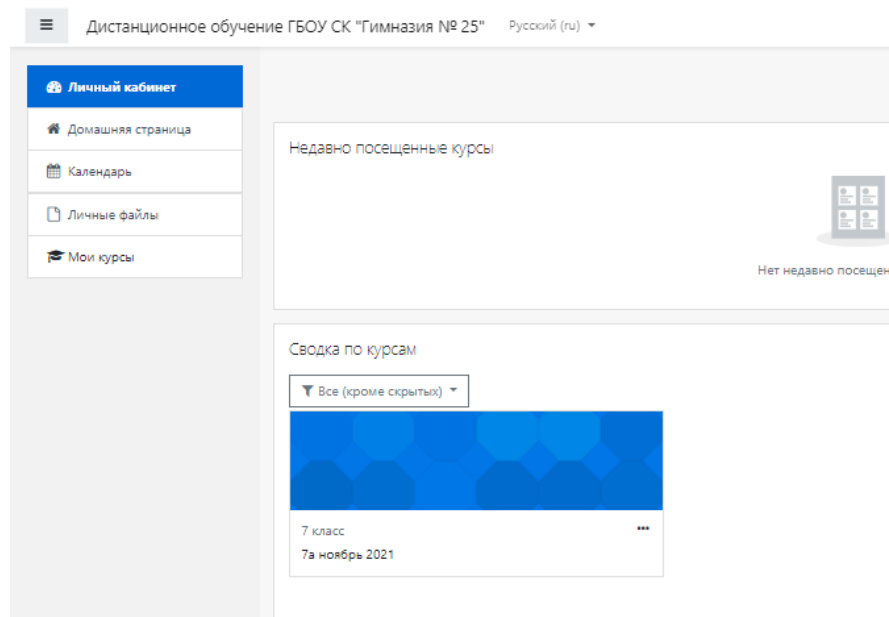 Дистанционное обучение ГБОУ СК "Гимназия № 25" Русский (ru)
Личный кабинет
Домашняя страница
Календарь
Личные файлы
Мои курсы
Недавно посещенные курсы
Нет недавно посещен
Сводка по курсам
Все (кроме скрытых)
7 класс
7а ноябрь 2021